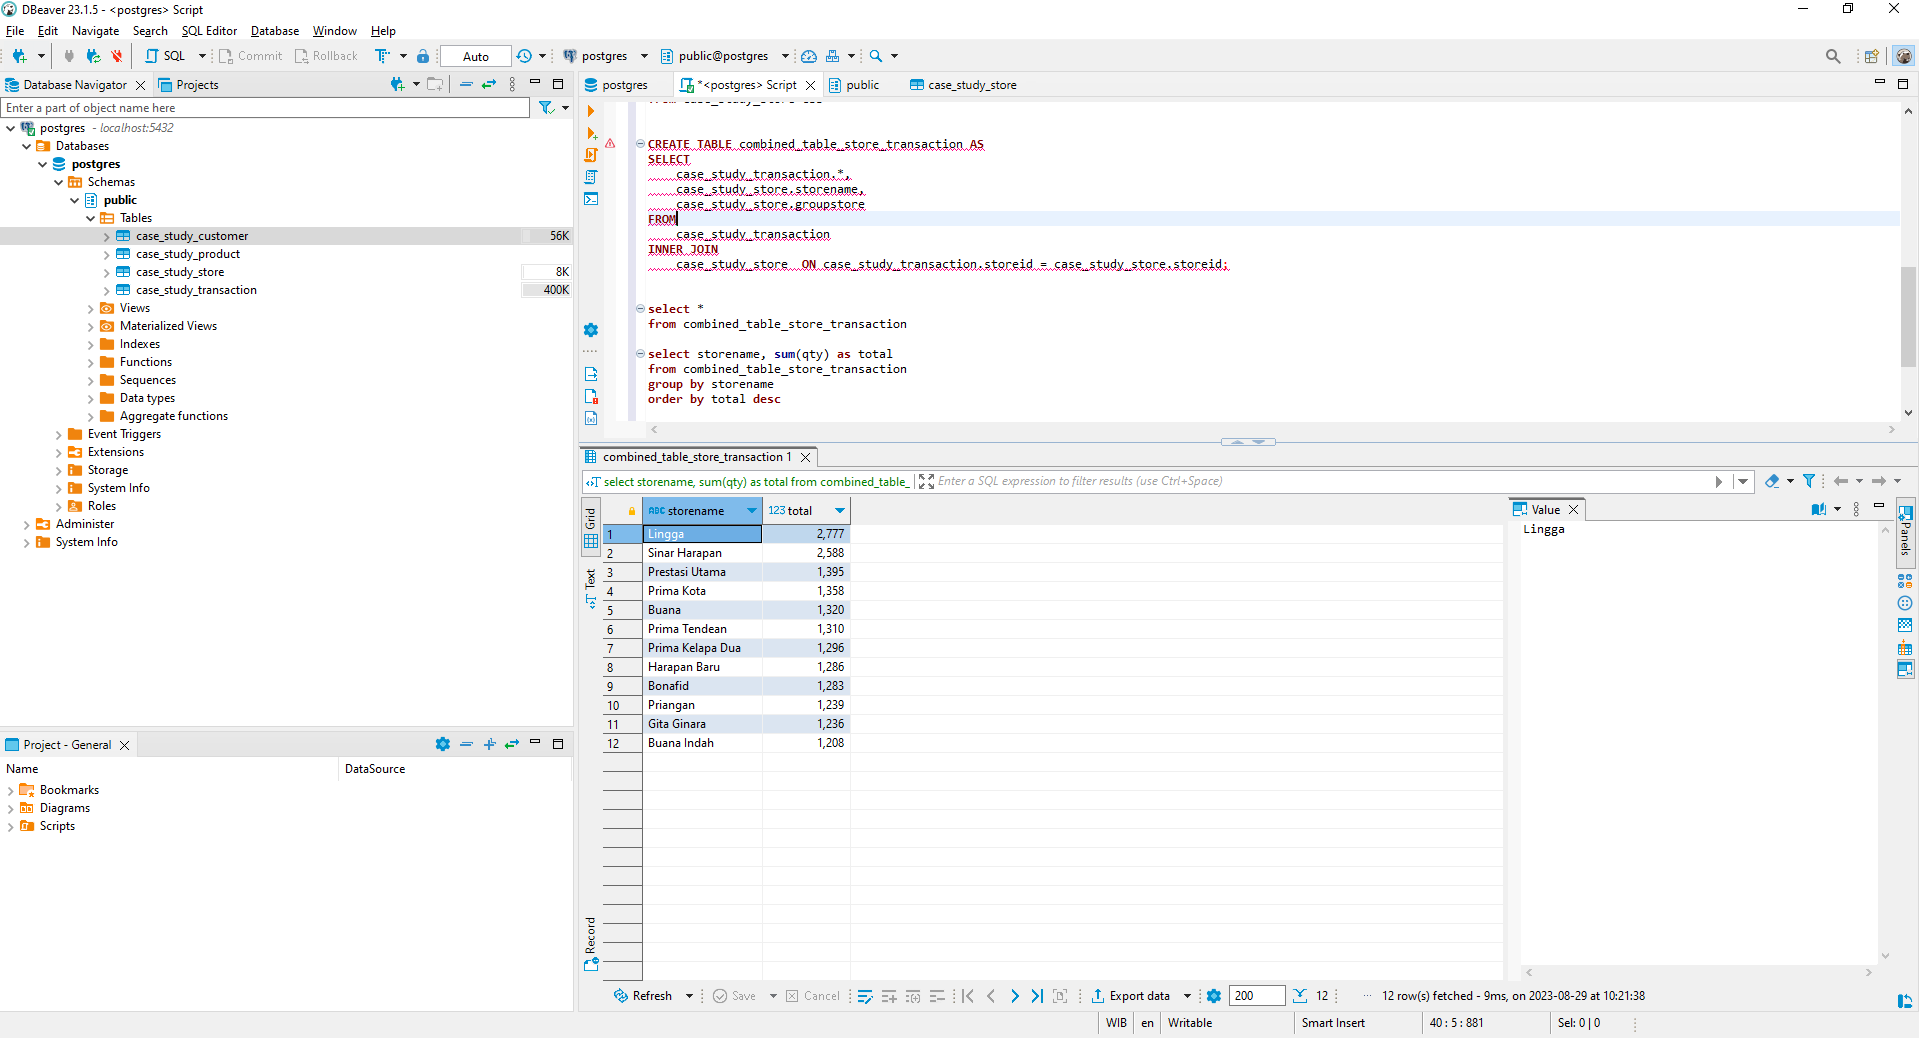 DBeaver 23.1.5 - <postgres> Script
File Edit Navigate Search SQL Editor Database Window Help
SQL Commit Rollback Auto postgres public@postgres
Database Navigator Projects
Enter a part of object name here
postgres - localhost:5432
Databases
postgres
Schemas
public
Tables
case_study_customer 56K
case_study_product
case_study_store 8K
case_study_transaction 400K
Views
Materialized Views
Indexes
Functions
Sequences
Data types
Aggregate functions
Event Triggers
Extensions
Storage
System Info
Roles
Administer
System Info
Project - General
Name DataSource
Bookmarks
Diagrams
Scripts
postgres *<postgres> Script public case_study_store
CREATE TABLE combined_table_store_transaction AS
SELECT
case_study_transaction.*,
case_study_store.storename,
case_study_store.groupstore
FROM
case_study_transaction
INNER JOIN
case_study_store ON case_study_transaction.storeid = case_study_store.storeid;
select *
from combined_table_store_transaction
select storename, sum(qty) as total
from combined_table_store_transaction
group by storename
order by total desc
combined_table_store_transaction 1
select storename, sum(qty) as total from combined_table_ Enter a SQL expression to filter results (use Ctrl+Space)
Grid
Text
Record
ABC storename 123 total
1 Lingga 2,777
2 Sinar Harapan 2,588
3 Prestasi Utama 1,395
4 Prima Kota 1,358
5 Buana 1,320
6 Prima Tendean 1,310
7 Prima Kelapa Dua 1,296
8 Harapan Baru 1,286
9 Bonafid 1,283
10 Priangan 1,239
11 Gita Ginara 1,236
12 Buana Indah 1,208
Value
Lingga
Panels
Refresh Save Cancel Export data 200 12 ... 12 row(s) fetched - 9ms, on 2023-08-29 at 10:21:38
WIB en Writable Smart Insert 40 : 5 : 881 Sel: 0 | 0